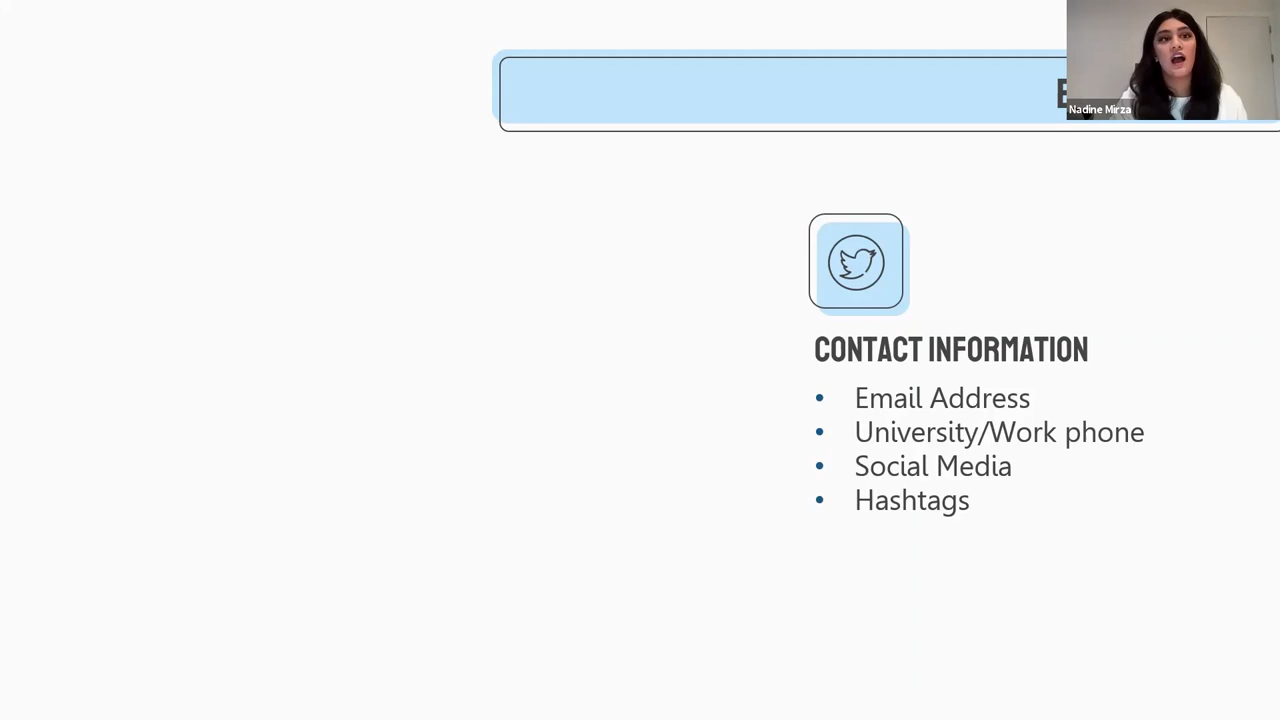 Nadine Mirza
CONTACT INFORMATION
• Email Address
• University/Work phone
• Social Media
• Hashtags